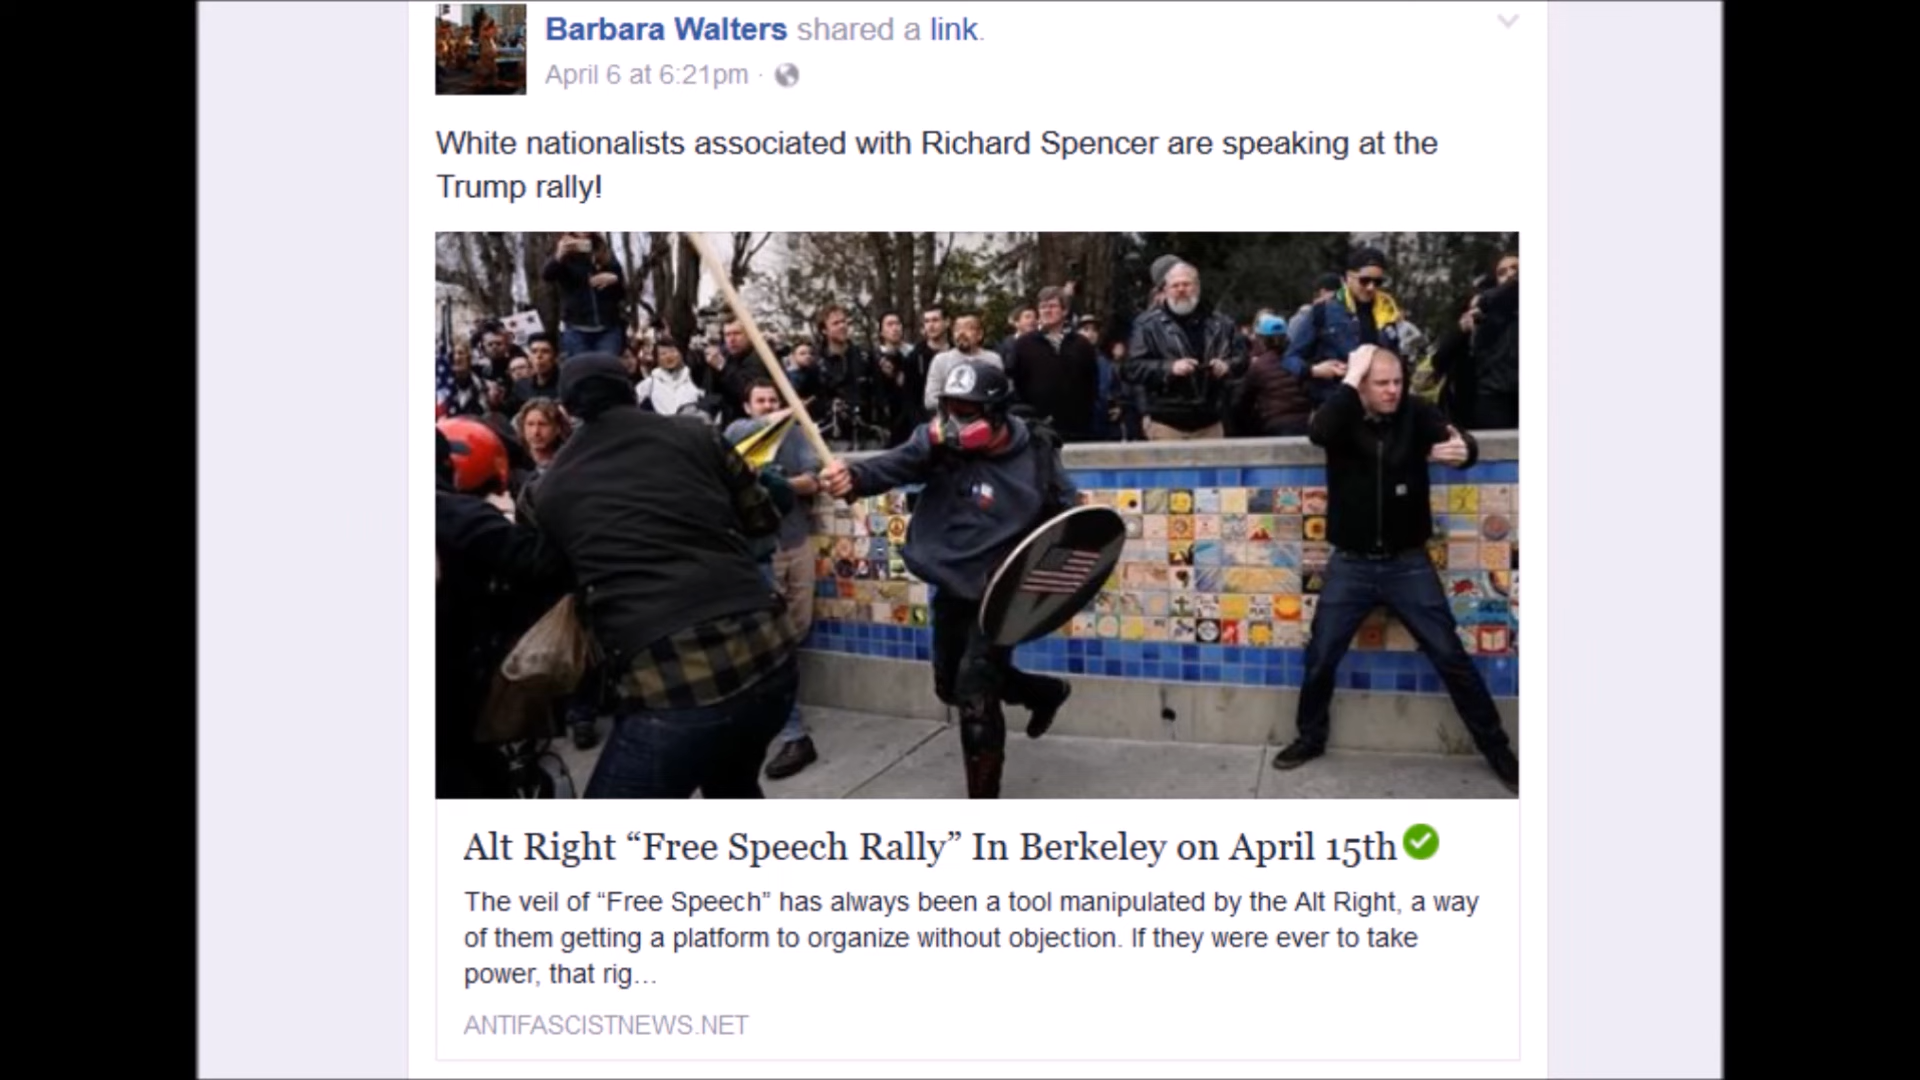 Barbara Walters shared a link.
April 6 at 6:21pm ·
White nationalists associated with Richard Spencer are speaking at the
Trump rally!
Alt Right “Free Speech Rally” In Berkeley on April 15th
The veil of “Free Speech” has always been a tool manipulated by the Alt Right, a way
of them getting a platform to organize without objection. If they were ever to take
power, that rig…
ANTIFASCISTNEWS.NET